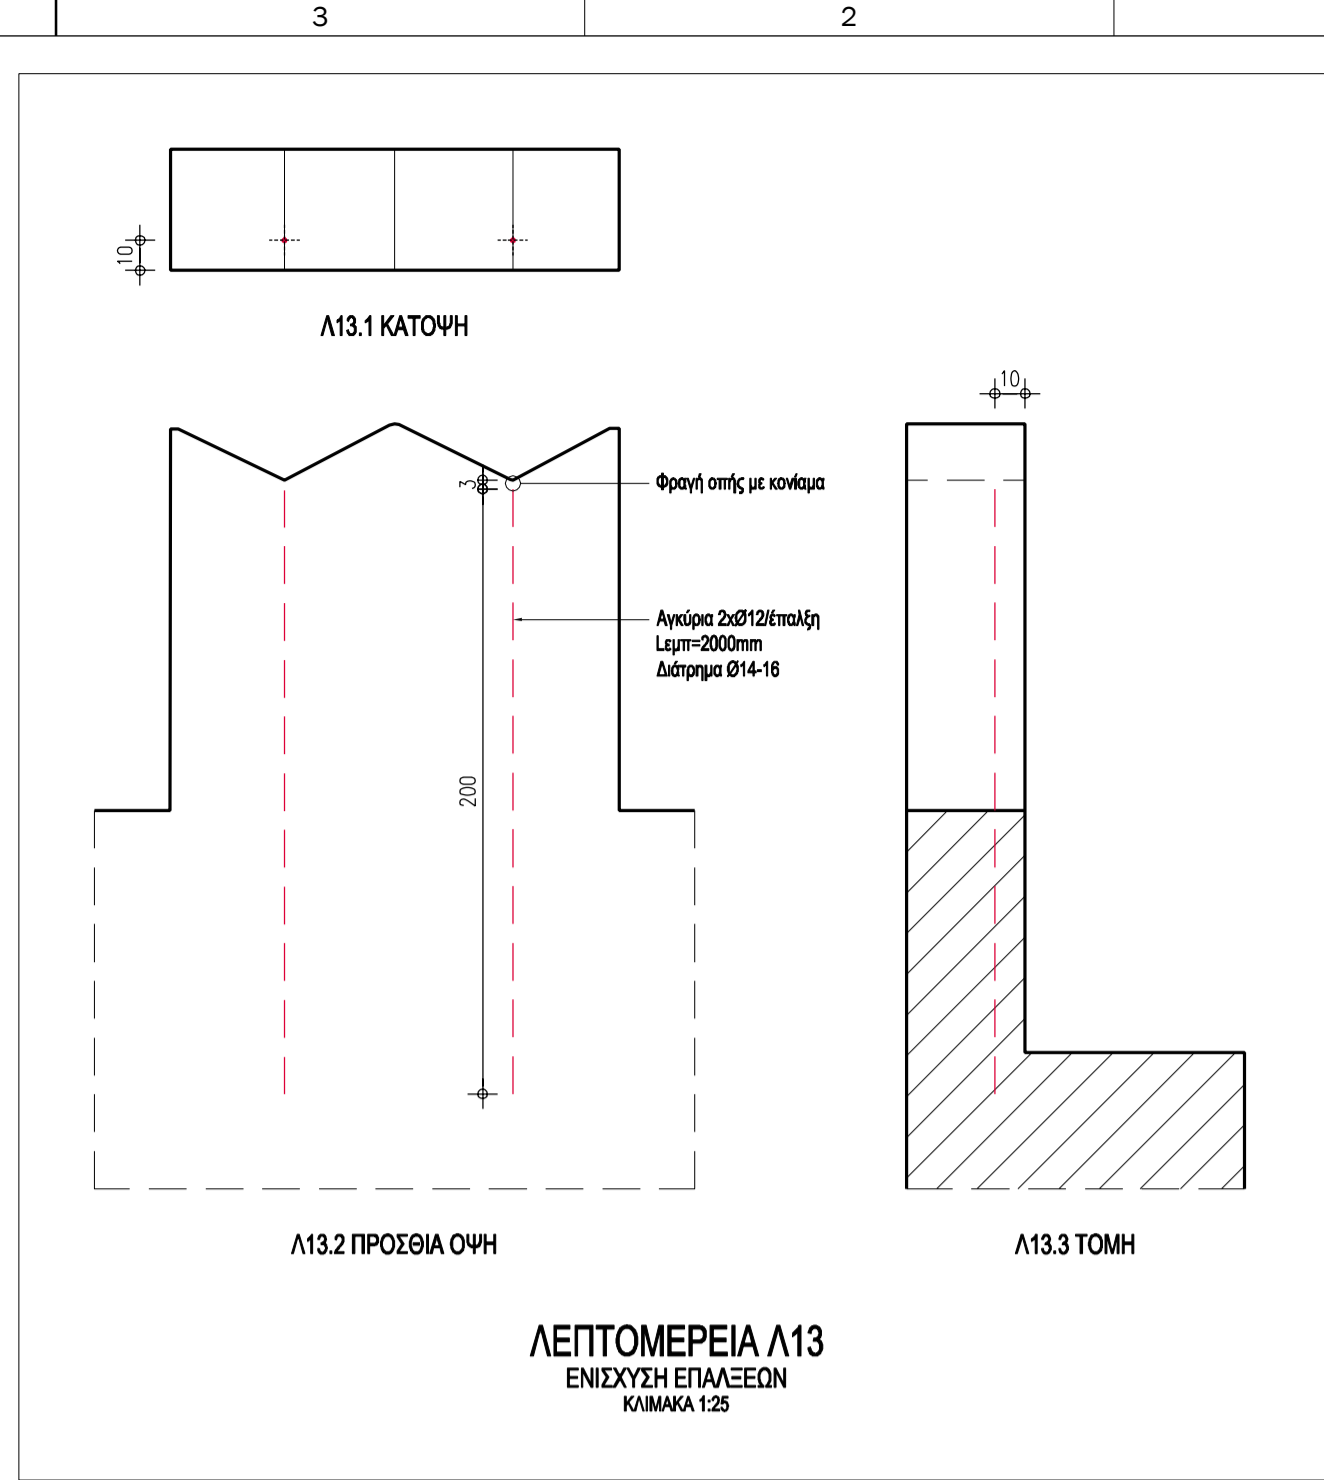 3 2
10
Λ13.1 ΚΑΤΟΨΗ
10
3
Φραγή οπής με κονίαμα
Αγκύρια 2xØ12/έπαλξη
Lεμπ=2000mm
Διάτρημα Ø14-16
200
Λ13.2 ΠΡΟΣΘΙΑ ΟΨΗ
Λ13.3 ΤΟΜΗ
ΛΕΠΤΟΜΕΡΕΙΑ Λ13
ΕΝΙΣΧΥΣΗ ΕΠΑΛΞΕΩΝ
ΚΛΙΜΑΚΑ 1:25